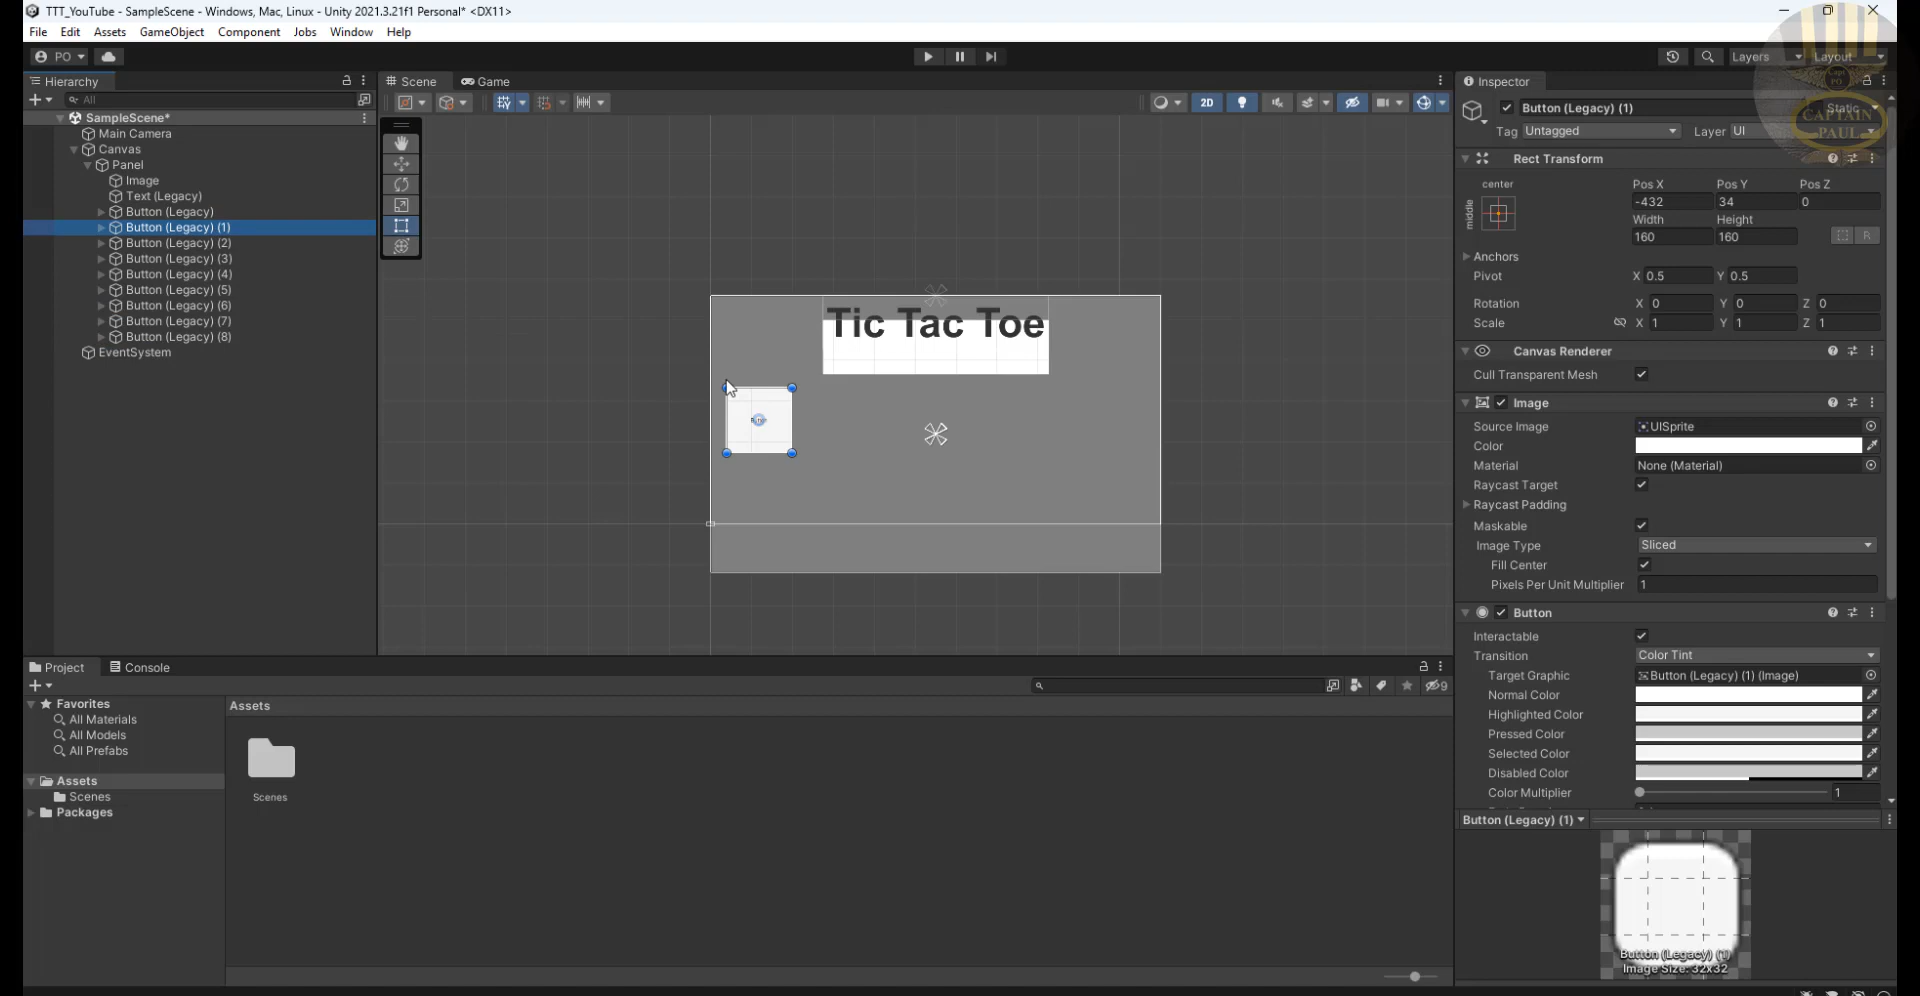 TTT_YouTube - SampleScene - Windows, Mac, Linux - Unity 2021.3.21f1 Personal* <DX11>
File Edit Assets GameObject Component Jobs Window Help
PO Layers Layout
Hierarchy
All
SampleScene*
Main Camera
Canvas
Panel
Image
Text (Legacy)
Button (Legacy)
Button (Legacy) (1)
Button (Legacy) (2)
Button (Legacy) (3)
Button (Legacy) (4)
Button (Legacy) (5)
Button (Legacy) (6)
Button (Legacy) (7)
Button (Legacy) (8)
EventSystem
Scene Game
2D
Tic Tac Toe
Inspector
Button (Legacy) (1) Static
Tag Untagged Layer UI
CAPTAIN
PAUL
Rect Transform
center
middle
Pos X Pos Y Pos Z
-432 34 0
Width Height
160 160 R
Anchors
Pivot X 0.5 Y 0.5
Rotation X 0 Y 0 Z 0
Scale X 1 Y 1 Z 1
Canvas Renderer
Cull Transparent Mesh
Image
Source Image UISprite
Color
Material None (Material)
Raycast Target
Raycast Padding
Maskable
Image Type Sliced
Fill Center
Pixels Per Unit Multiplier 1
Button
Interactable
Transition Color Tint
Target Graphic Button (Legacy) (1) (Image)
Normal Color
Highlighted Color
Pressed Color
Selected Color
Disabled Color
Color Multiplier 1
Button (Legacy) (1)
Button (Legacy) (1)
Image Size: 32x32
Project Console
9
Favorites
All Materials
All Models
All Prefabs
Assets
Scenes
Packages
Assets
Scenes